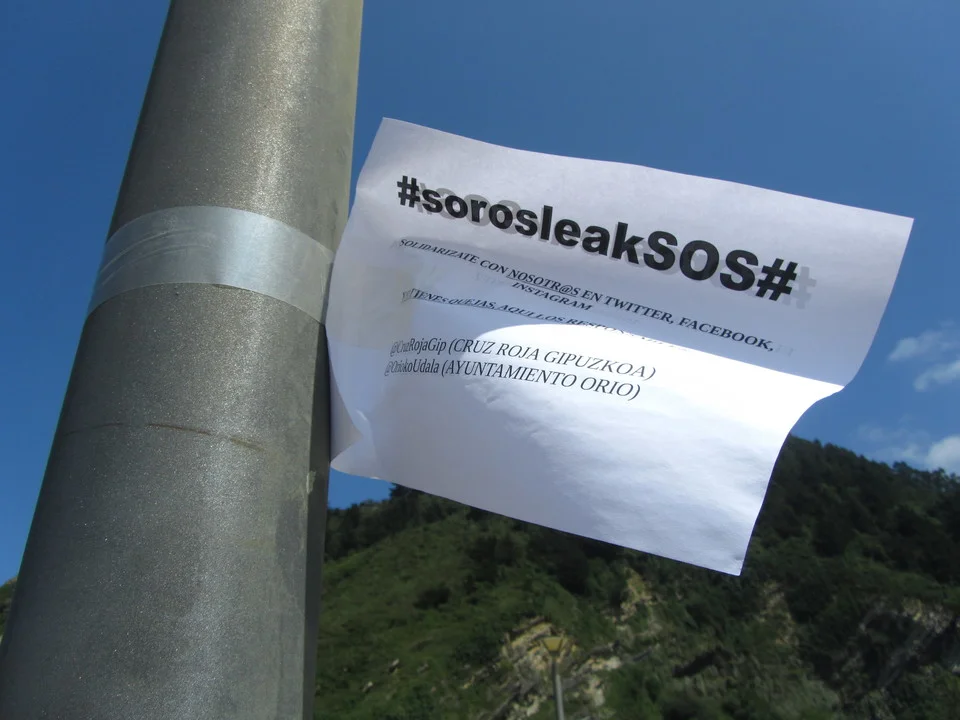 #sorosleakSOS#
SOLIDARIZATE CON NOSOTR@S EN TWITTER, FACEBOOK,
INSTAGRAM
TIENES QUEJAS AQUI LOS
@CruzRojaGip (CRUZ ROJA GIPUZKOA)
@OriokoUdala (AYUNTAMIENTO ORIO)